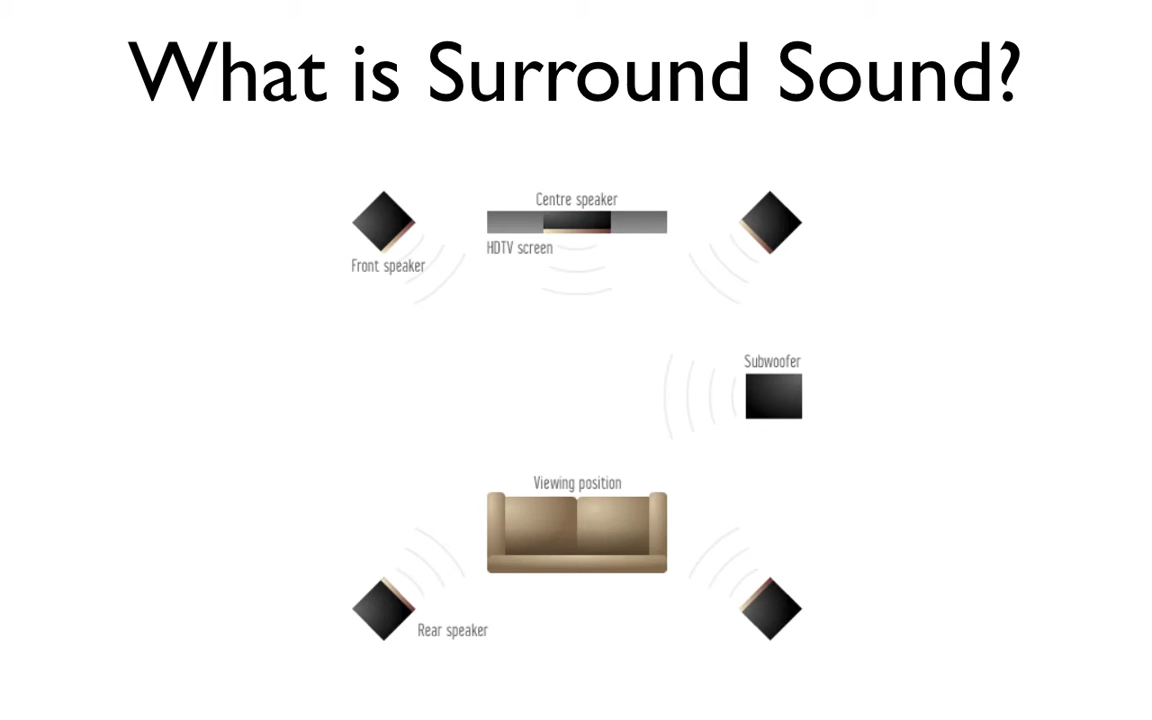 What is Surround Sound?
Centre speaker
HDTV screen
Front speaker
Subwoofer
Viewing position
Rear speaker